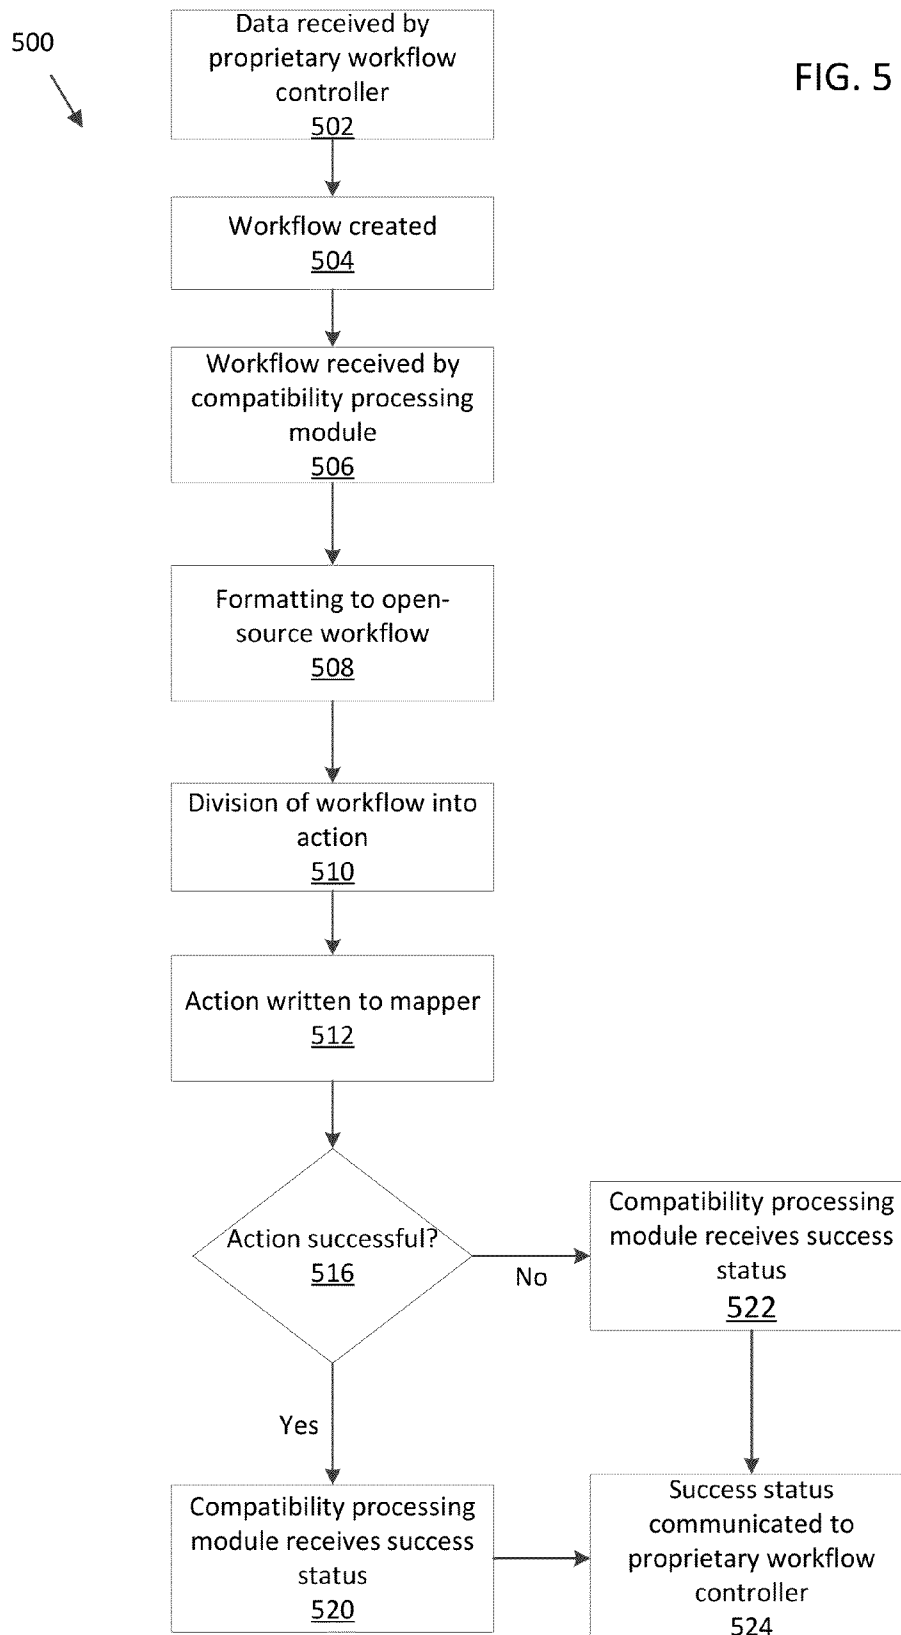 500
FIG. 5
Data received by
proprietary workflow
controller
502
Workflow created
504
Workflow received by
compatibility processing
module
506
Formatting to open-
source workflow
508
Division of workflow into
action
510
Action written to mapper
512
Action successful?
516
No
Compatibility processing
module receives success
status
522
Yes
Compatibility processing
module receives success
status
520
Success status
communicated to
proprietary workflow
controller
524